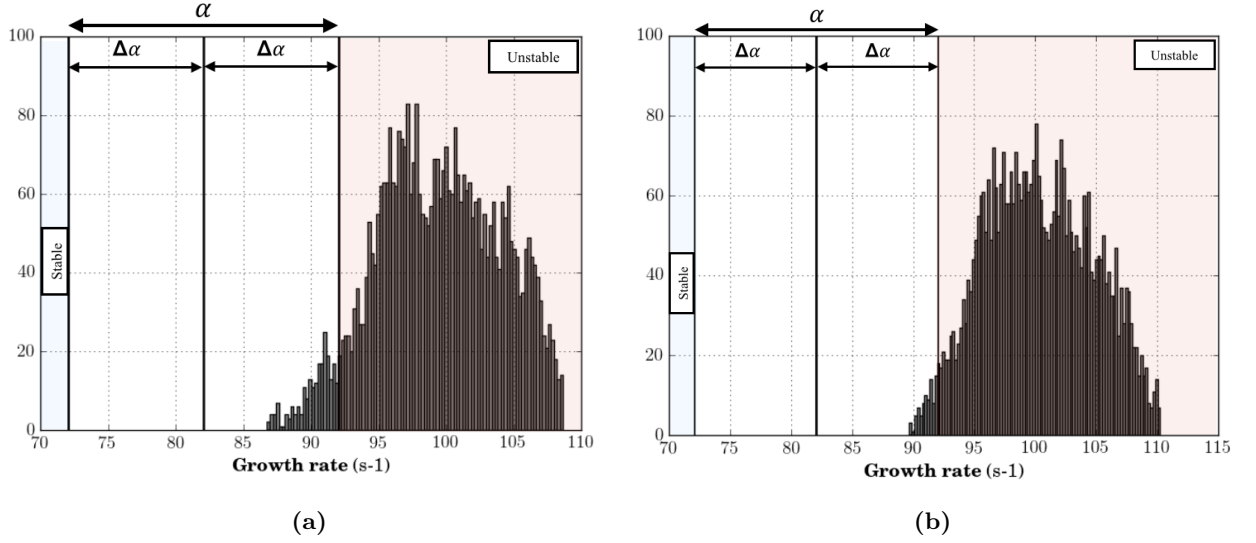 α
Δα
Δα
Unstable
Stable
100
80
60
40
20
0
70
75
80
85
90
95
100
105
110
Growth rate (s-1)
(a)
α
Δα
Δα
Unstable
Stable
100
80
60
40
20
0
70
75
80
85
90
95
100
105
110
115
Growth rate (s-1)
(b)